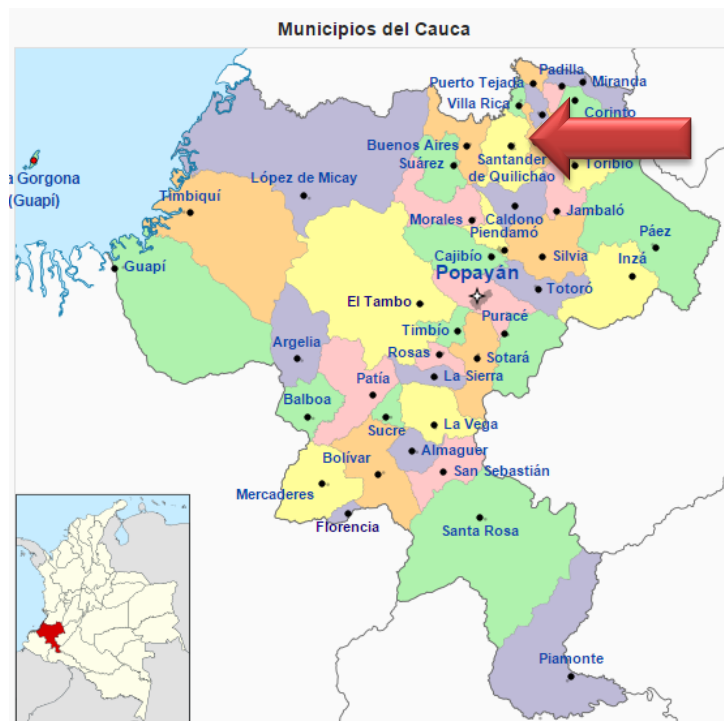 Municipios del Cauca
Padilla
Puerto Tejada
Miranda
Villa Rica
Corinto
Buenos Aires
Santander
de Quilichao
Suárez
Toribío
a Gorgona
(Guapi)
López de Micay
Timbiquí
Morales
Caldono
Jambaló
Piendamó
Páez
Cajibío
Silvia
Inzá
Guapí
Popayán
Totoró
El Tambo
Puracé
Timbío
Argelia
Rosas
Sotará
Patía
La Sierra
Balboa
Sucre
La Vega
Almaguer
Bolívar
San Sebastián
Mercaderes
Florencia
Santa Rosa
Piamonte